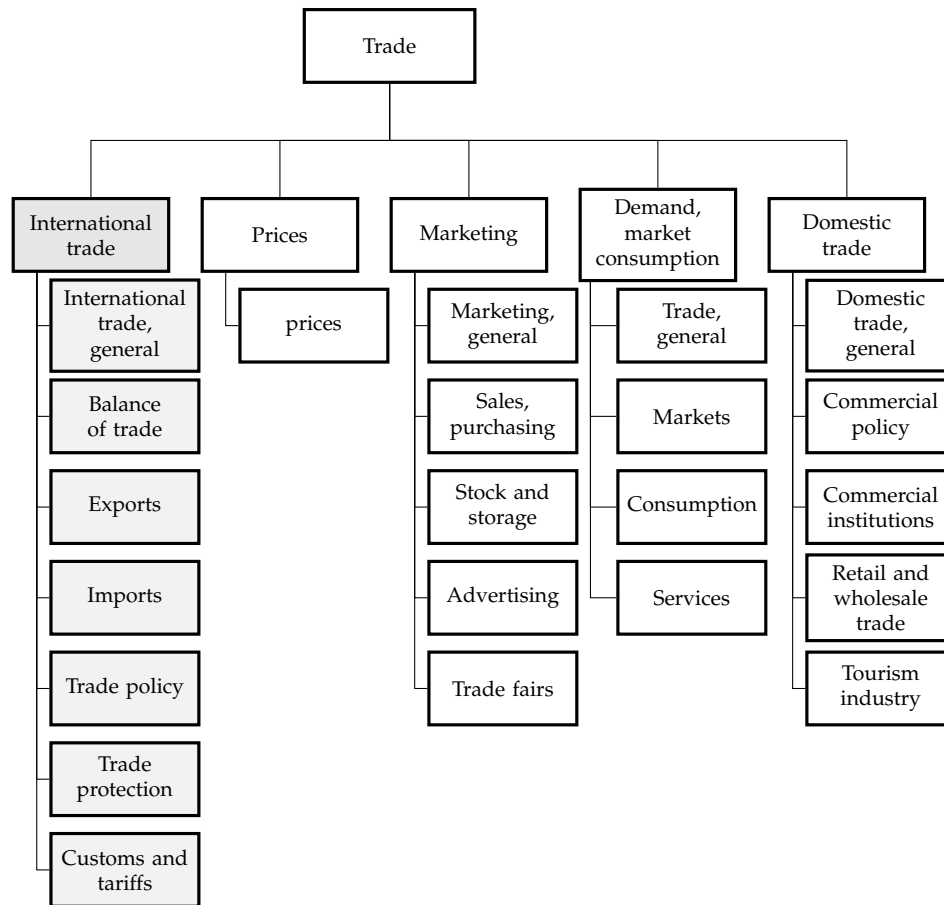 Trade
International
trade
International
trade,
general
Balance
of trade
Exports
Imports
Trade policy
Trade
protection
Customs and
tariffs
Prices
prices
Marketing
Marketing,
general
Sales,
purchasing
Stock and
storage
Advertising
Trade fairs
Demand,
market
consumption
Trade,
general
Markets
Consumption
Services
Domestic
trade
Domestic
trade,
general
Commercial
policy
Commercial
institutions
Retail and
wholesale
trade
Tourism
industry